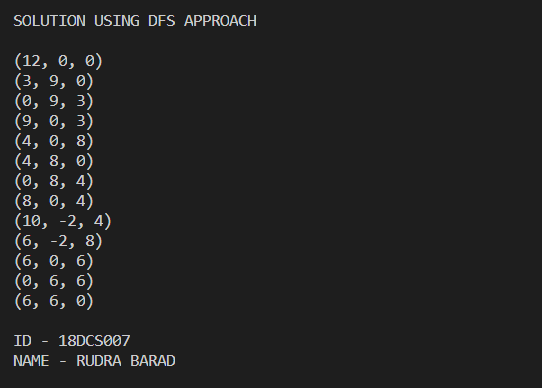 SOLUTION USING DFS APPROACH
(12, 0, 0)
(3, 9, 0)
(0, 9, 3)
(9, 0, 3)
(4, 0, 8)
(4, 8, 0)
(0, 8, 4)
(8, 0, 4)
(10, -2, 4)
(6, -2, 8)
(6, 0, 6)
(0, 6, 6)
(6, 6, 0)
ID - 18DCS007
NAME - RUDRA BARAD